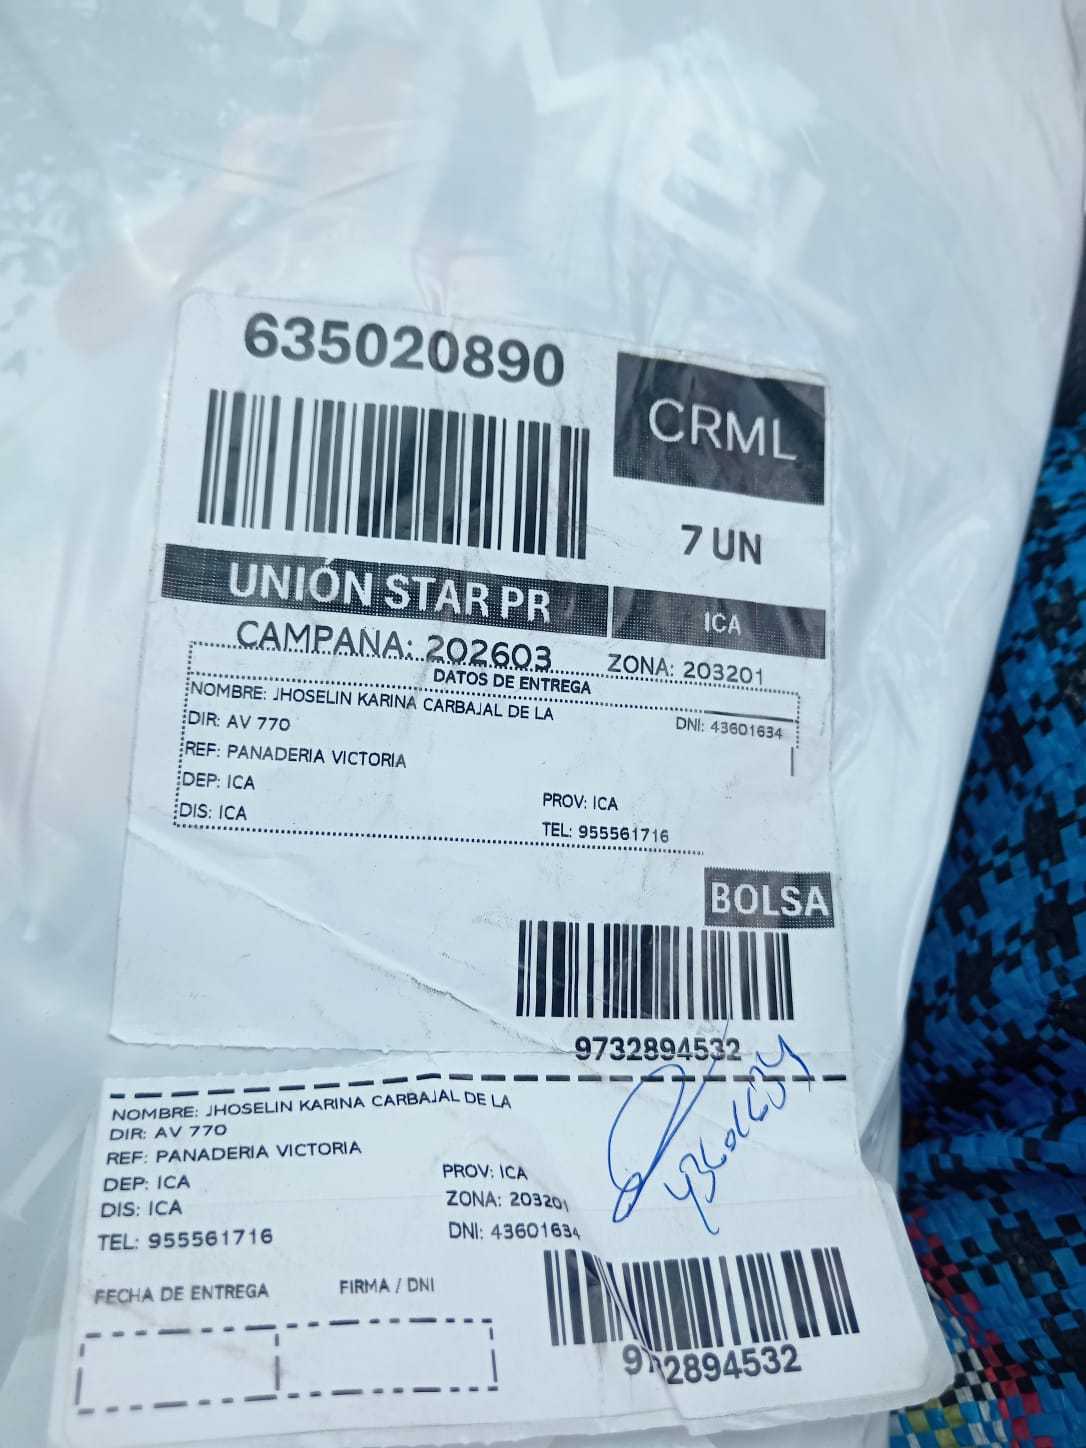 635020890
CRML
7 UN
UNIÓN STAR PR
ICA
CAMPAÑA: 202603
ZONA: 203201
DATOS DE ENTREGA
NOMBRE: JHOSELIN KARINA CARBAJAL DE LA
DNI: 43601634
DIR: AV 770
REF: PANADERIA VICTORIA
DEP: ICA
PROV: ICA
DIS: ICA
TEL: 955561716
BOLSA
9732894532
NOMBRE: JHOSELIN KARINA CARBAJAL DE LA
DIR: AV 770
REF: PANADERIA VICTORIA
DEP: ICA
PROV: ICA
DIS: ICA
ZONA: 203201
TEL: 955561716
DNI: 43601634
43601634
FECHA DE ENTREGA
FIRMA / DNI
9732894532